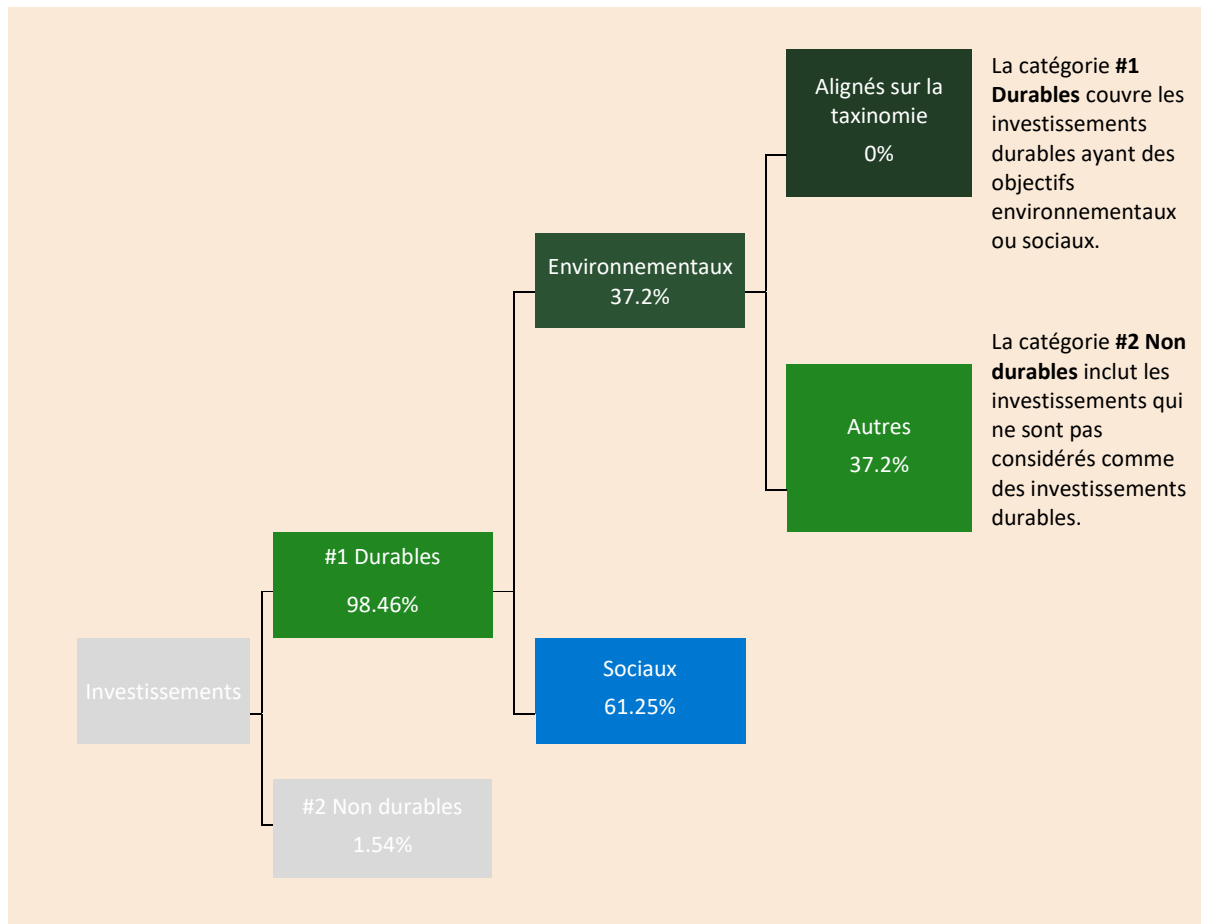 Alignés sur la
taxinomie
0%
La catégorie #1
Durables couvre les
investissements
durables ayant des
objectifs
environnementaux
ou sociaux.
Environnementaux
37.2%
La catégorie #2 Non
durables inclut les
investissements qui
ne sont pas
considérés comme
des investissements
durables.
Autres
37.2%
#1 Durables
98.46%
Sociaux
61.25%
Investissements
#2 Non durables
1.54%